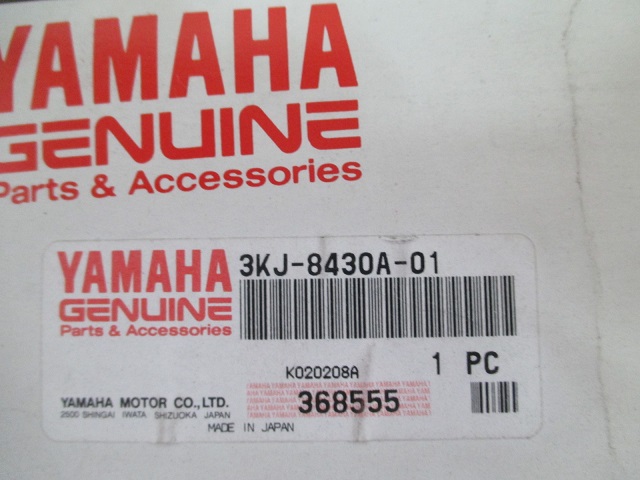 YAMAHA
GENUINE
Parts & Accessories
YAMAHA
GENUINE
Parts & Accessories
3KJ-8430A-01
K020208A
1 PC
YAMAHA MOTOR CO., LTD.
2500 SHINGAI IWATA SHIZUOKA JAPAN
368555
MADE IN JAPAN